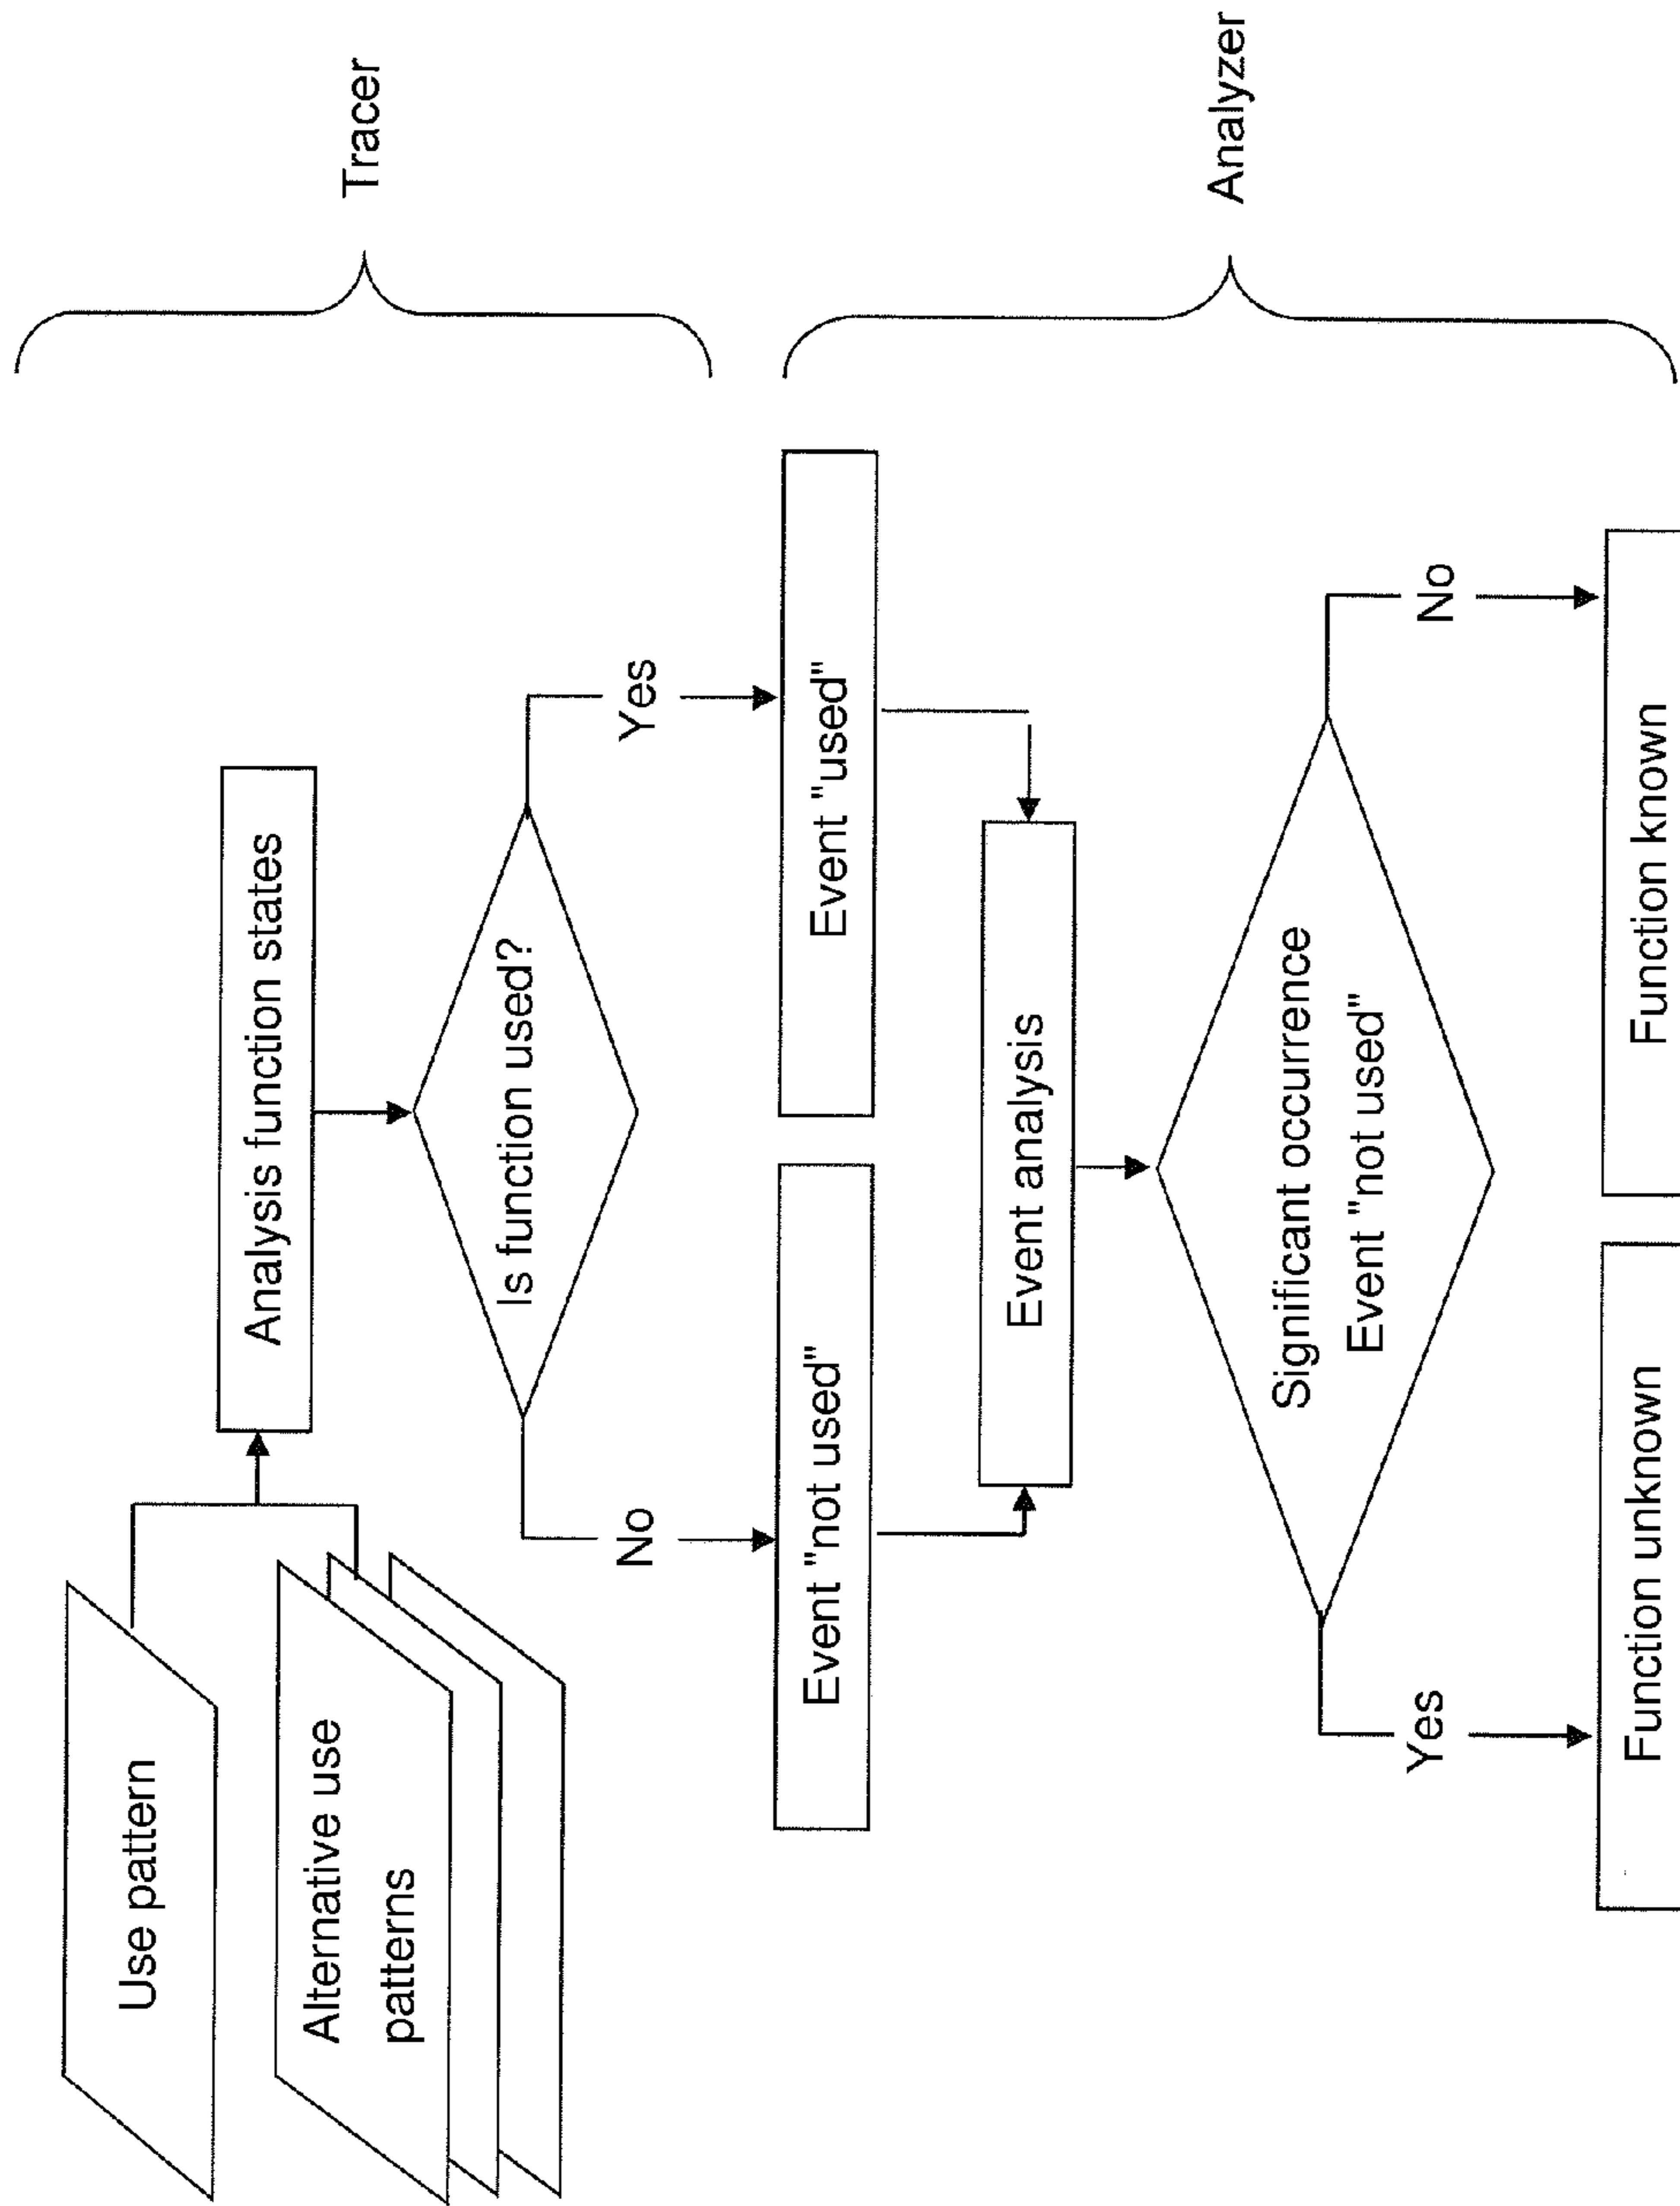 Use pattern
Alternative use
patterns
Analysis function states
Is function used?
No
Yes
Tracer
Event "not used"
Event "used"
Event analysis
Significant occurrence
Event "not used"
Yes
No
Function unknown
Function known
Analyzer